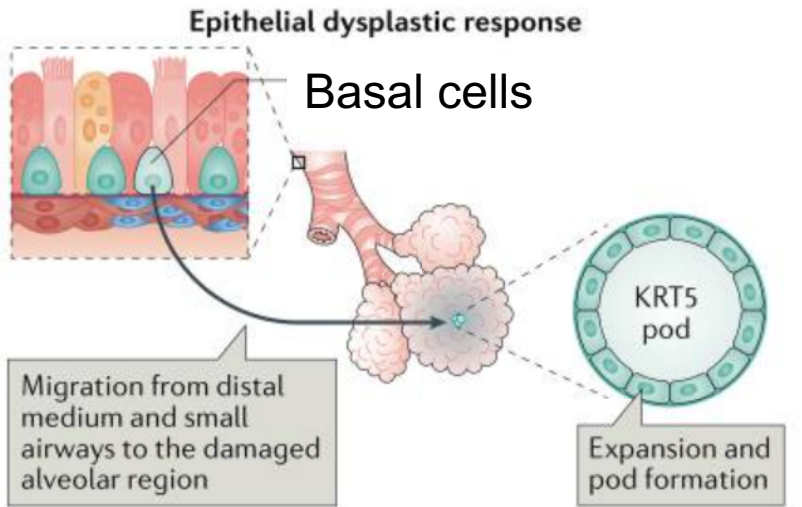 Epithelial dysplastic response
Basal cells
KRT5
pod
Migration from distal
medium and small
airways to the damaged
alveolar region
Expansion and
pod formation